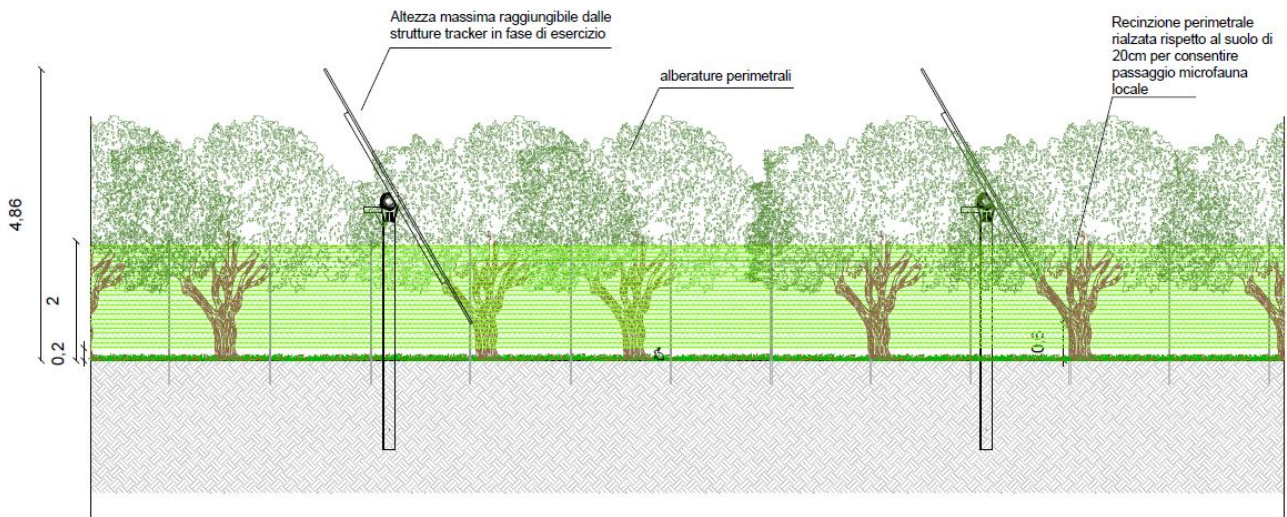 Altezza massima raggiungibile dalle
strutture tracker in fase di esercizio
alberature perimetrali
Recinzione perimetrale
rialzata rispetto al suolo di
20cm per consentire
passaggio microfauna
locale
4,86
2
0,2